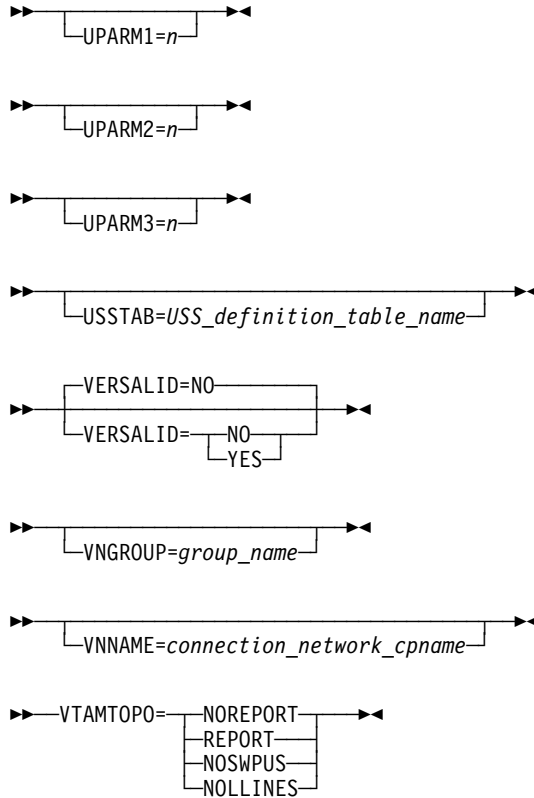 UPARM1=n
UPARM2=n
UPARM3=n
USSTAB=USS_definition_table_name
VERSALID=NO
VERSALID= NO
YES
VNGROUP=group_name
VNNAME=connection_network_cpname
VTAMTOPO= NOREPORT
REPORT
NOSWPUS
NOLLINES